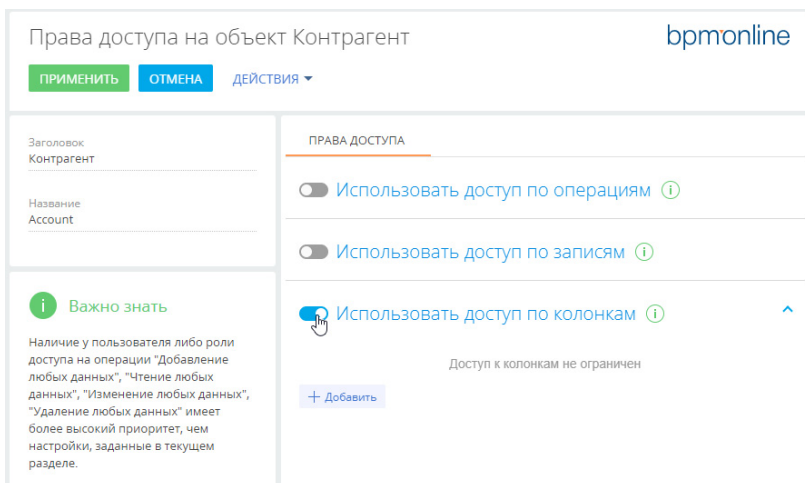 Права доступа на объект Контрагент
bpmonline
ПРИМЕНИТЬ
ОТМЕНА
ДЕЙСТВИЯ
Заголовок
Контрагент
Название
Account
i Важно знать
Наличие у пользователя либо роли
доступа на операции "Добавление
любых данных", "Чтение любых
данных", "Изменение любых данных",
"Удаление любых данных" имеет
более высокий приоритет, чем
настройки, заданные в текущем
разделе.
ПРАВА ДОСТУПА
Использовать доступ по операциям i
Использовать доступ по записям i
Использовать доступ по колонкам i
Доступ к колонкам не ограничен
+ Добавить